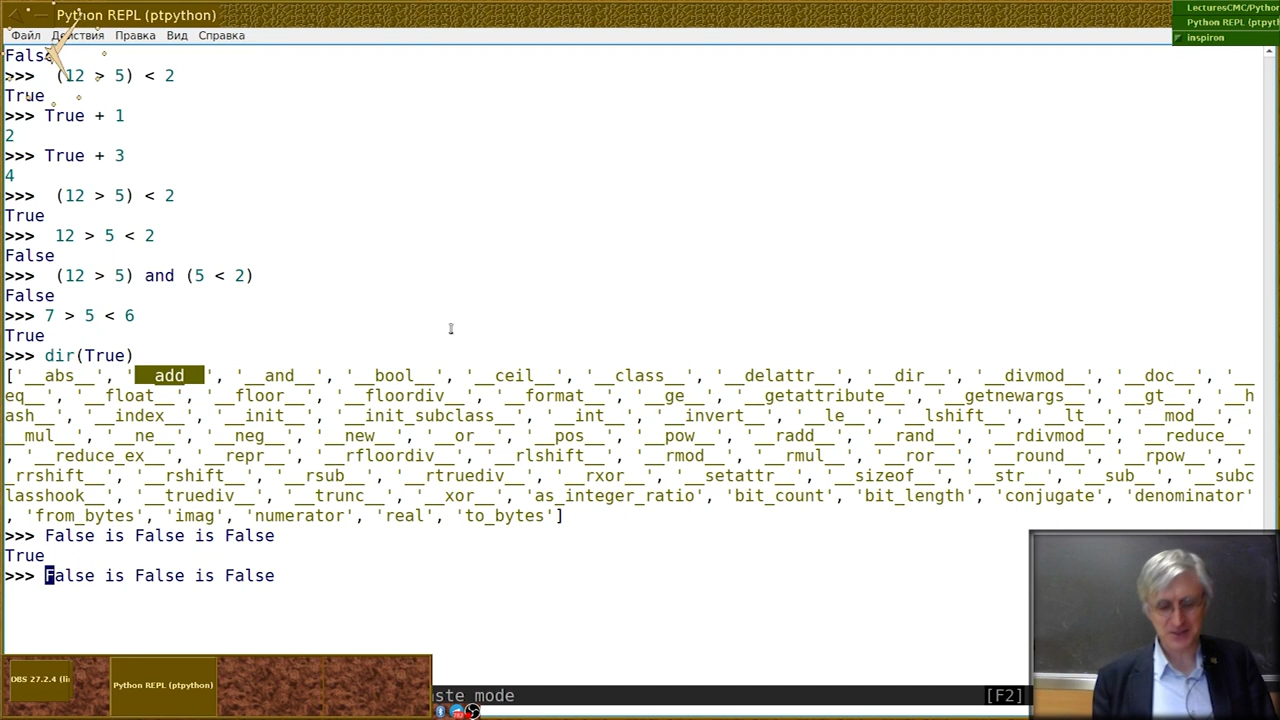 Python REPL (ptpython)
LecturesCMC/Pytho
Python REPL (ptpyt
inspiron
Файл Действия Правка Вид Справка
False
>>> (12 > 5) < 2
True
>>> True + 1
2
>>> True + 3
4
>>> (12 > 5) < 2
True
>>> 12 > 5 < 2
False
>>> (12 > 5) and (5 < 2)
False
>>> 7 > 5 < 6
True
>>> dir(True)
['__abs__', '__add__', '__and__', '__bool__', '__ceil__', '__class__', '__delattr__', '__dir__', '__divmod__', '__doc__', '__
eq__', '__float__', '__floor__', '__floordiv__', '__format__', '__ge__', '__getattribute__', '__getnewargs__', '__gt__', '__h
ash__', '__index__', '__init__', '__init_subclass__', '__int__', '__invert__', '__le__', '__lshift__', '__lt__', '__mod__', '
__mul__', '__ne__', '__neg__', '__new__', '__or__', '__pos__', '__pow__', '__radd__', '__rand__', '__rdivmod__', '__reduce__'
, '__reduce_ex__', '__repr__', '__rfloordiv__', '__rlshift__', '__rmod__', '__rmul__', '__ror__', '__round__', '__rpow__', '_
_rrshift__', '__rshift__', '__rsub__', '__rtruediv__', '__rxor__', '__setattr__', '__sizeof__', '__str__', '__sub__', '__subc
lasshook__', '__truediv__', '__trunc__', '__xor__', 'as_integer_ratio', 'bit_count', 'bit_length', 'conjugate', 'denominator'
, 'from_bytes', 'imag', 'numerator', 'real', 'to_bytes']
>>> False is False is False
True
>>> False is False is False
OBS 27.2.4 (li
Python REPL (ptpython)
ste mode [F2]